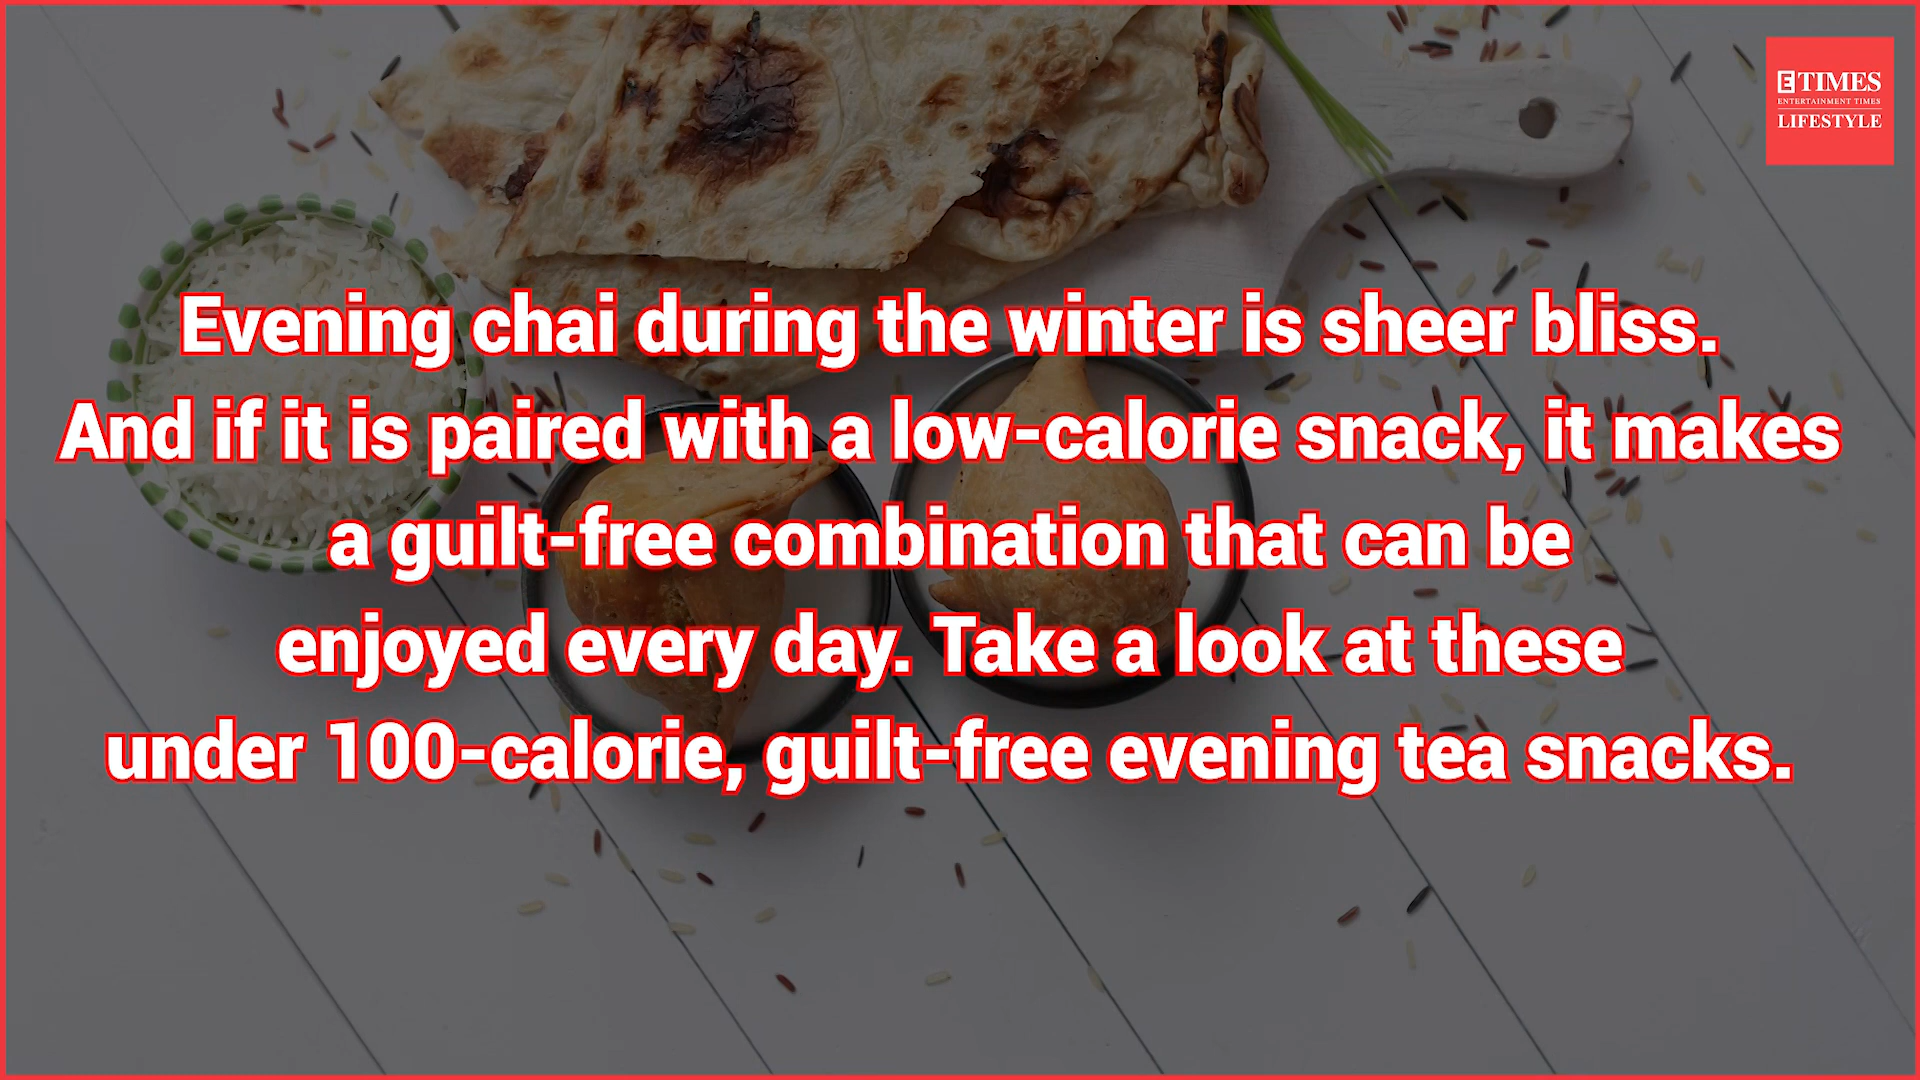 ETIMES
ENTERTAINMENT TIMES
LIFESTYLE
Evening chai during the winter is sheer bliss.
And if it is paired with a low-calorie snack, it makes
a guilt-free combination that can be
enjoyed every day. Take a look at these
under 100-calorie, guilt-free evening tea snacks.